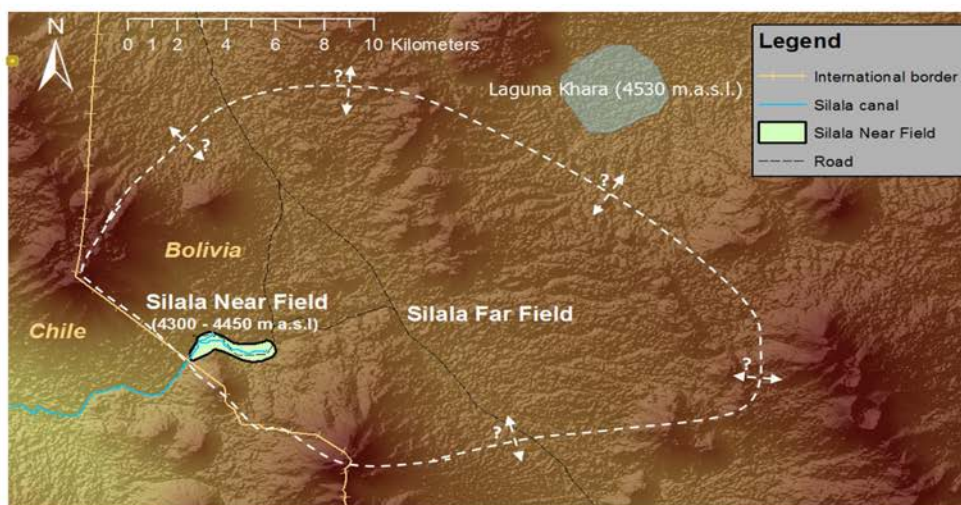 N
0 1 2 4 6 8 10 Kilometers
Legend
International border
Silala canal
Silala Near Field
Road
Laguna Khara (4530 m.a.s.l.)
?
?
?
Bolivia
Silala Near Field
(4300 - 4450 m a.s.l)
Silala Far Field
Chile
?
?